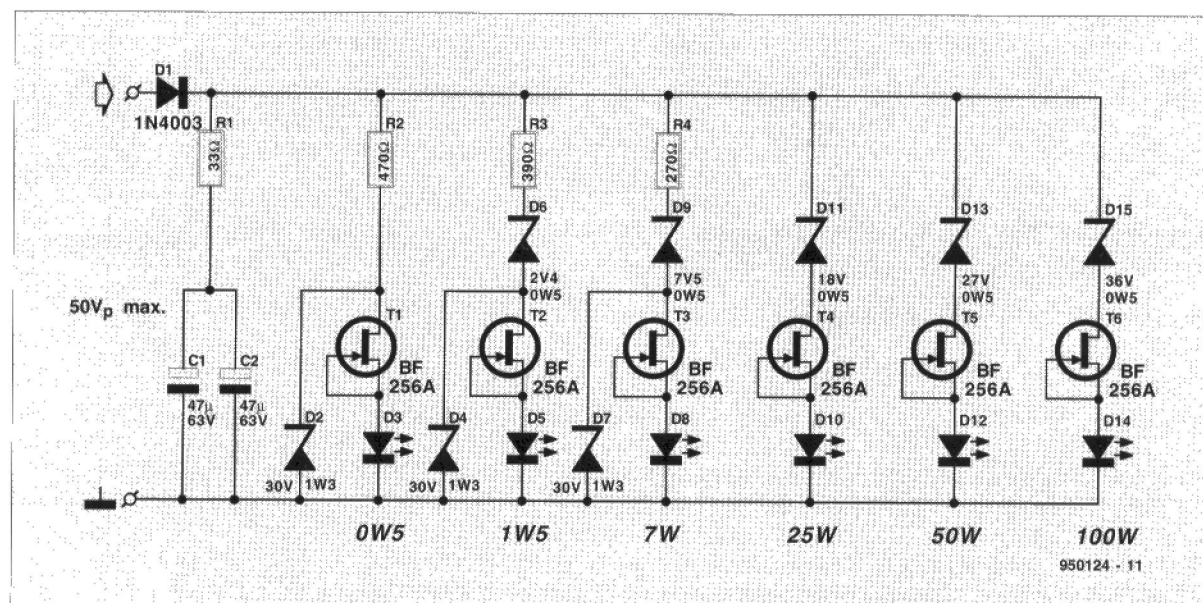 D1
1N4003
R1
33Ω
R2
470Ω
R3
390Ω
R4
270Ω
D6
2V4
0W5
D9
7V5
0W5
D11
18V
0W5
D13
27V
0W5
D15
36V
0W5
50Vp max.
C1
47µ
63V
C2
47µ
63V
T1
BF
256A
T2
BF
256A
T3
BF
256A
T4
BF
256A
T5
BF
256A
T6
BF
256A
D2
30V 1W3
D3
D4
30V 1W3
D5
D7
30V 1W3
D8
D10
D12
D14
0W5
1W5
7W
25W
50W
100W
950124 - 11